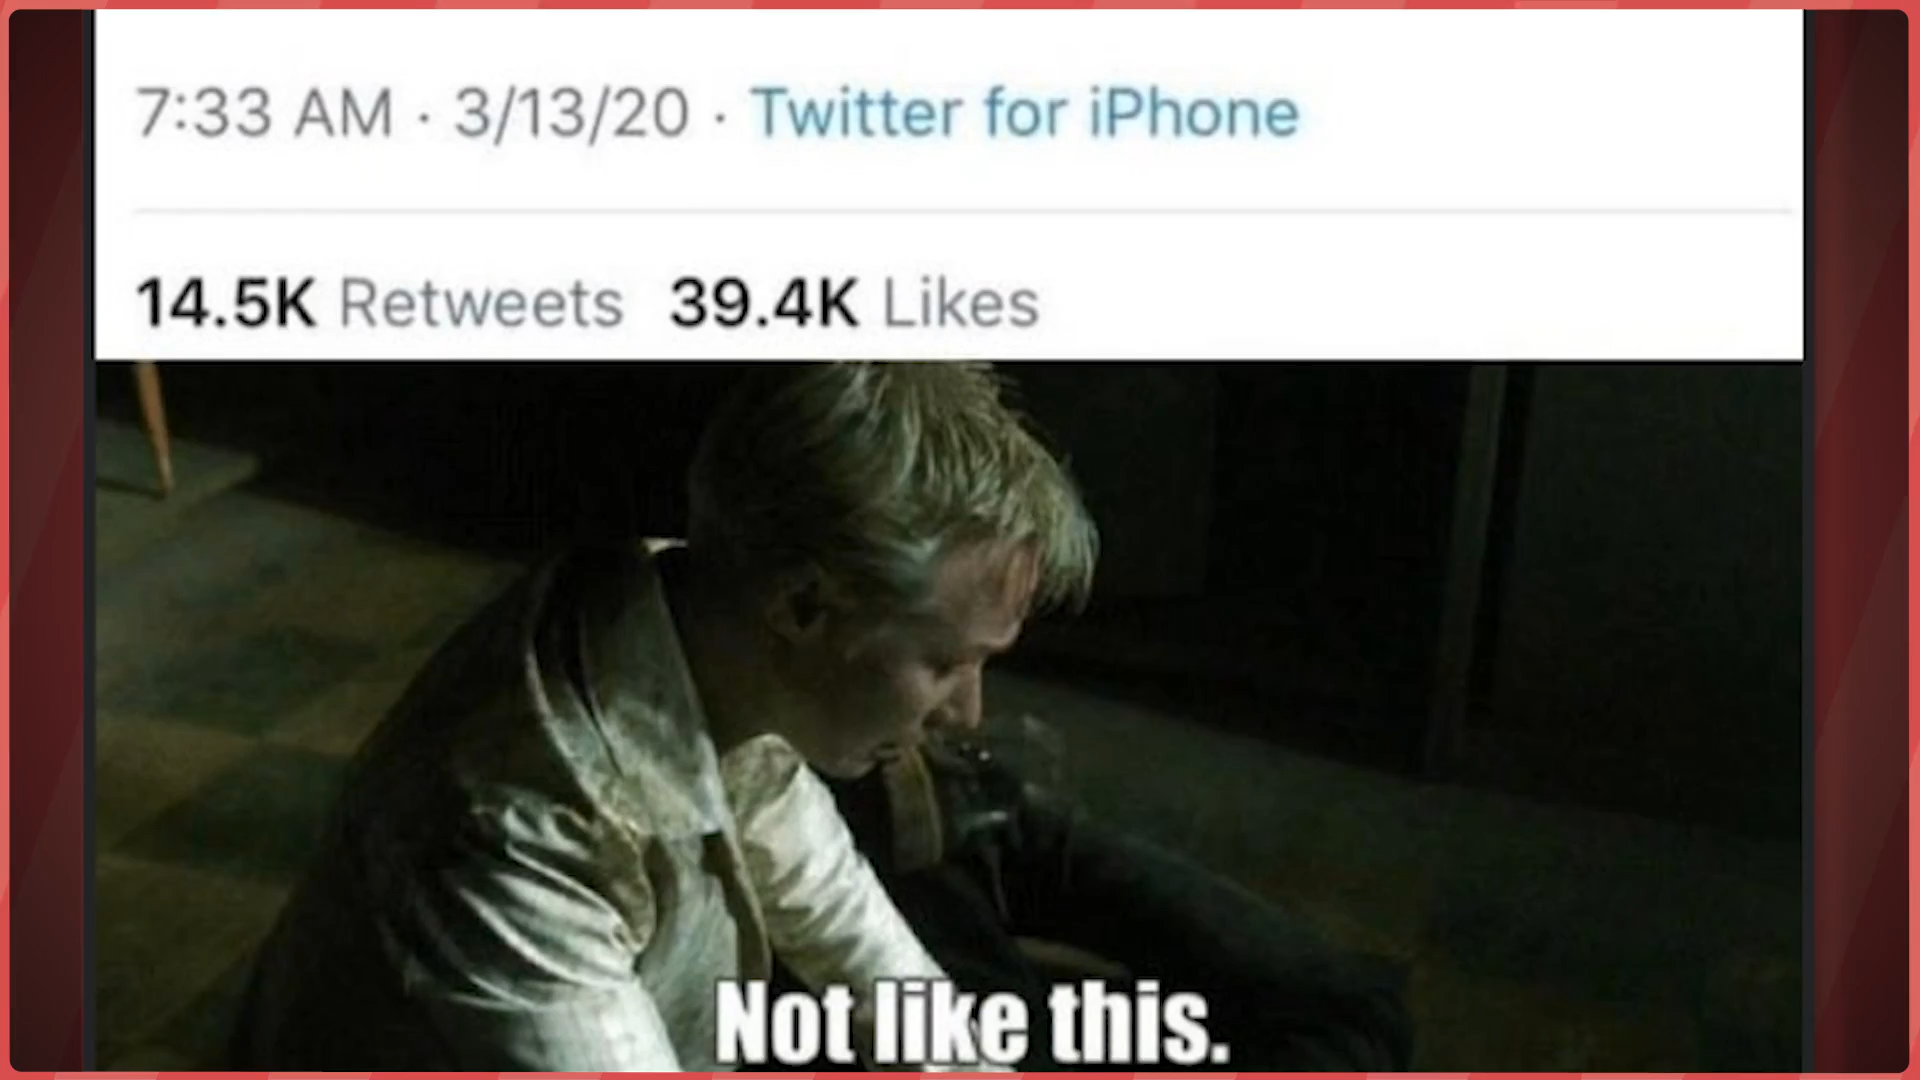 7:33 AM · 3/13/20 · Twitter for iPhone
14.5K Retweets 39.4K Likes
Not like this.